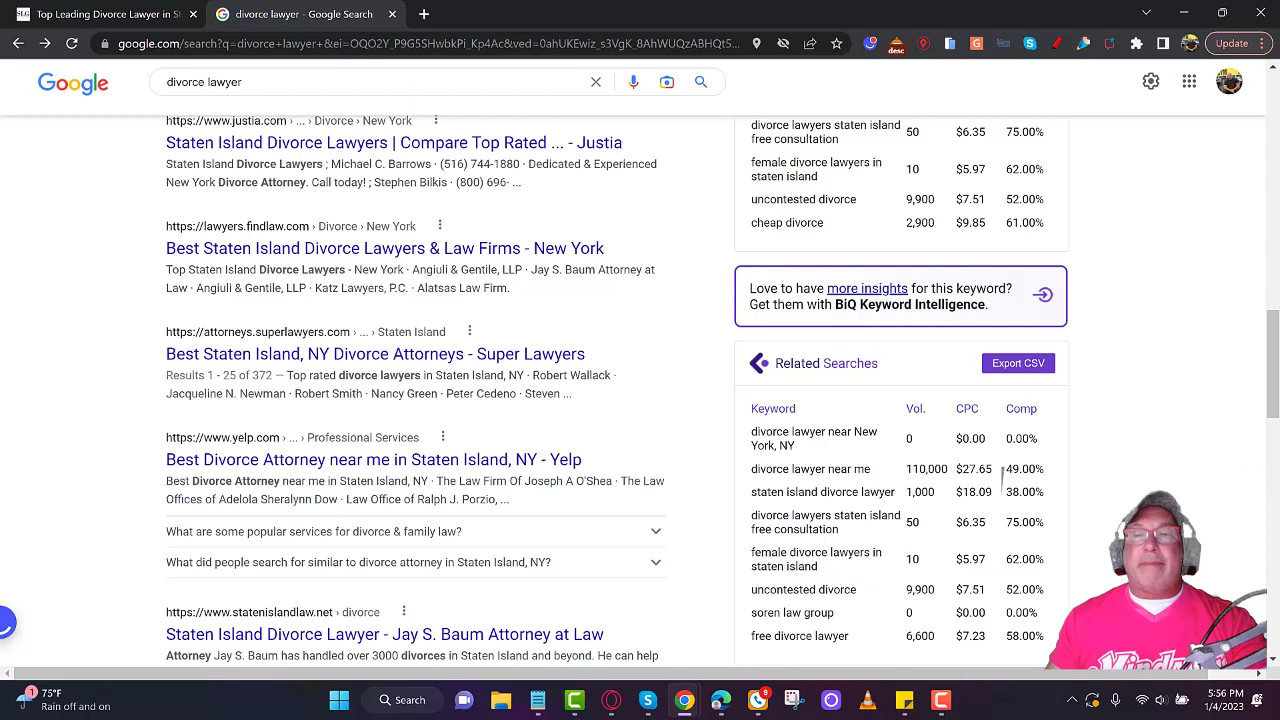 Top Leading Divorce Lawyer in St
divorce lawyer - Google Search
google.com/search?q=divorce+lawyer+&ei=OQO2Y_P9G5SHwbkPi_Kp4Ac&ved=0ahUKEwiz_s3VgK_8AhWUQzABHQt5...
desc
Update
Google
divorce lawyer
https://www.justia.com › ... › Divorce › New York
Staten Island Divorce Lawyers | Compare Top Rated ... - Justia
Staten Island Divorce Lawyers ; Michael C. Barrows · (516) 744-1880 · Dedicated & Experienced
New York Divorce Attorney. Call today! ; Stephen Bilkis · (800) 696- ...
https://lawyers.findlaw.com › Divorce › New York
Best Staten Island Divorce Lawyers & Law Firms - New York
Top Staten Island Divorce Lawyers - New York · Angiuli & Gentile, LLP · Jay S. Baum Attorney at
Law · Angiuli & Gentile, LLP · Katz Lawyers, P.C. · Alatsas Law Firm.
https://attorneys.superlawyers.com › ... › Staten Island
Best Staten Island, NY Divorce Attorneys - Super Lawyers
Results 1 - 25 of 372 — Top rated divorce lawyers in Staten Island, NY · Robert Wallack ·
Jacqueline N. Newman · Robert Smith · Nancy Green · Peter Cedeno · Steven ...
https://www.yelp.com › ... › Professional Services
Best Divorce Attorney near me in Staten Island, NY - Yelp
Best Divorce Attorney near me in Staten Island, NY · The Law Firm Of Joseph A O'Shea · The Law
Offices of Adelola Sheralynn Dow · Law Office of Ralph J. Porzio, ...
What are some popular services for divorce & family law?
What did people search for similar to divorce attorney in Staten Island, NY?
https://www.statenislandlaw.net › divorce
Staten Island Divorce Lawyer - Jay S. Baum Attorney at Law
Attorney Jay S. Baum has handled over 3000 divorces in Staten Island and beyond. He can help
divorce lawyers staten island
free consultation 50 $6.35 75.00%
female divorce lawyers in
staten island 10 $5.97 62.00%
uncontested divorce 9,900 $7.51 52.00%
cheap divorce 2,900 $9.85 61.00%
Love to have more insights for this keyword?
Get them with BiQ Keyword Intelligence.
Related Searches Export CSV
Keyword Vol. CPC Comp
divorce lawyer near New
York, NY 0 $0.00 0.00%
divorce lawyer near me 110,000 $27.65 49.00%
staten island divorce lawyer 1,000 $18.09 38.00%
divorce lawyers staten island
free consultation 50 $6.35 75.00%
female divorce lawyers in
staten island 10 $5.97 62.00%
uncontested divorce 9,900 $7.51 52.00%
soren law group 0 $0.00 0.00%
free divorce lawyer 6,600 $7.23 58.00%
1
75°F
Rain off and on
Search
9
5:56 PM
1/4/2023